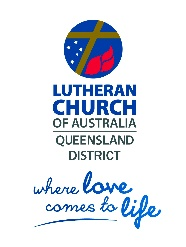 LUTHERAN
CHURCH
OF AUSTRALIA
QUEENSLAND
DISTRICT
where love
comes to life